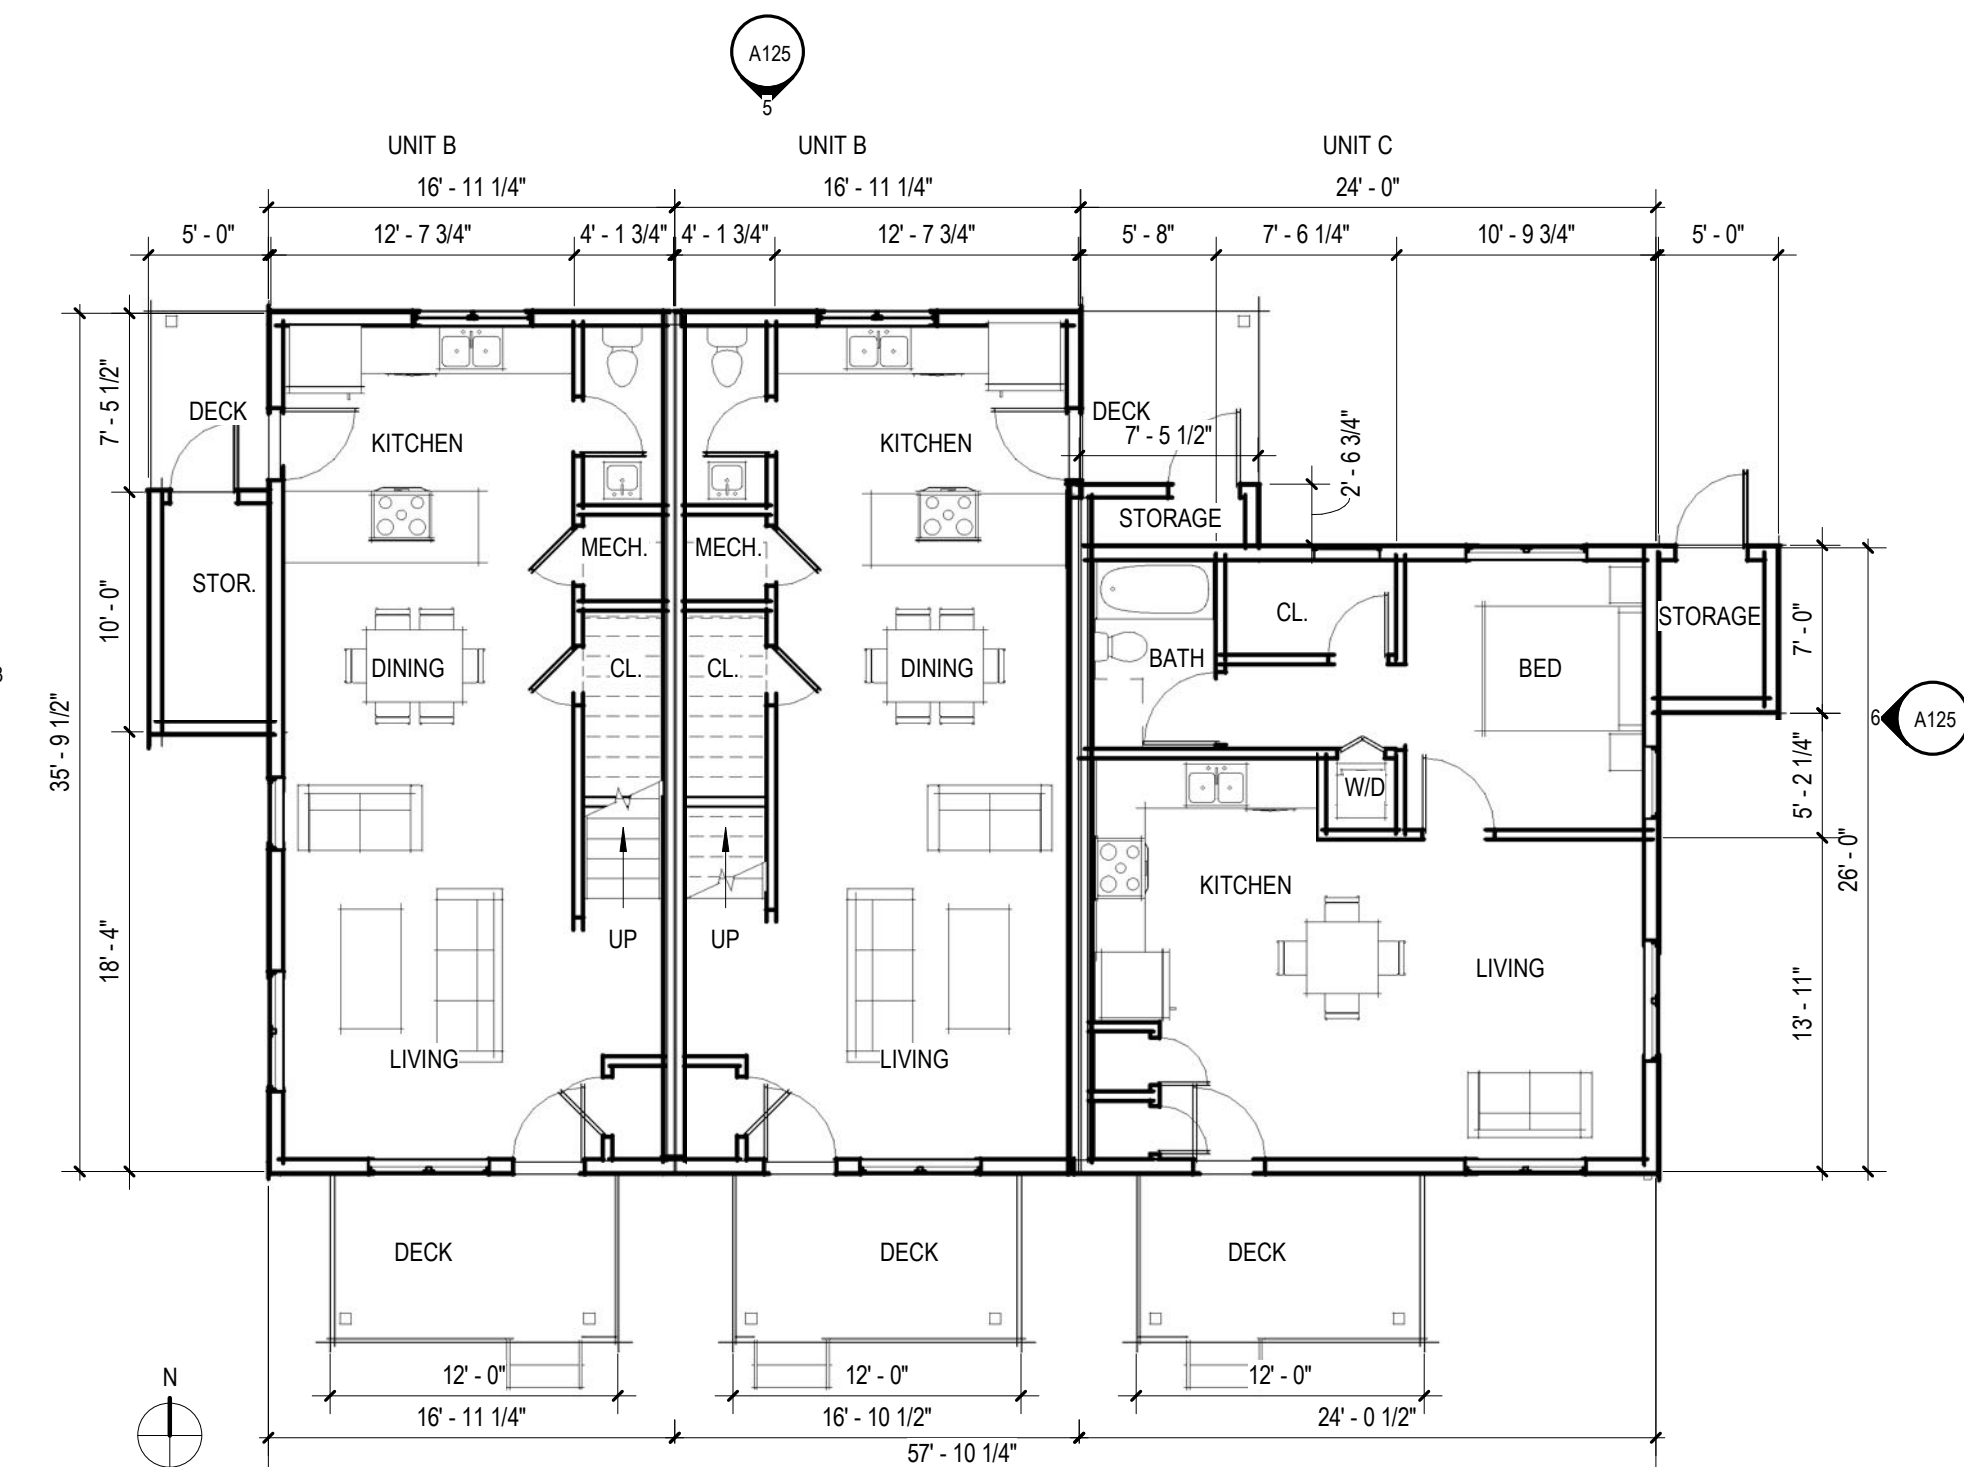 A125
5
UNIT B
UNIT B
UNIT C
16' - 11 1/4"
16' - 11 1/4"
24' - 0"
5' - 0"
12' - 7 3/4"
4' - 1 3/4"
4' - 1 3/4"
12' - 7 3/4"
5' - 8"
7' - 6 1/4"
10' - 9 3/4"
5' - 0"
7' - 5 1/2"
DECK
KITCHEN
KITCHEN
DECK
7' - 5 1/2"
2' - 6 3/4"
STORAGE
MECH.
MECH.
STOR.
10' - 0"
CL.
STORAGE
7' - 0"
DINING
CL.
CL.
DINING
BATH
BED
35' - 9 1/2"
6
A125
5' - 2 1/4"
W/D
26' - 0"
KITCHEN
UP
UP
18' - 4"
LIVING
13' - 11"
LIVING
LIVING
DECK
DECK
DECK
12' - 0"
12' - 0"
12' - 0"
N
16' - 11 1/4"
16' - 10 1/2"
24' - 0 1/2"
57' - 10 1/4"